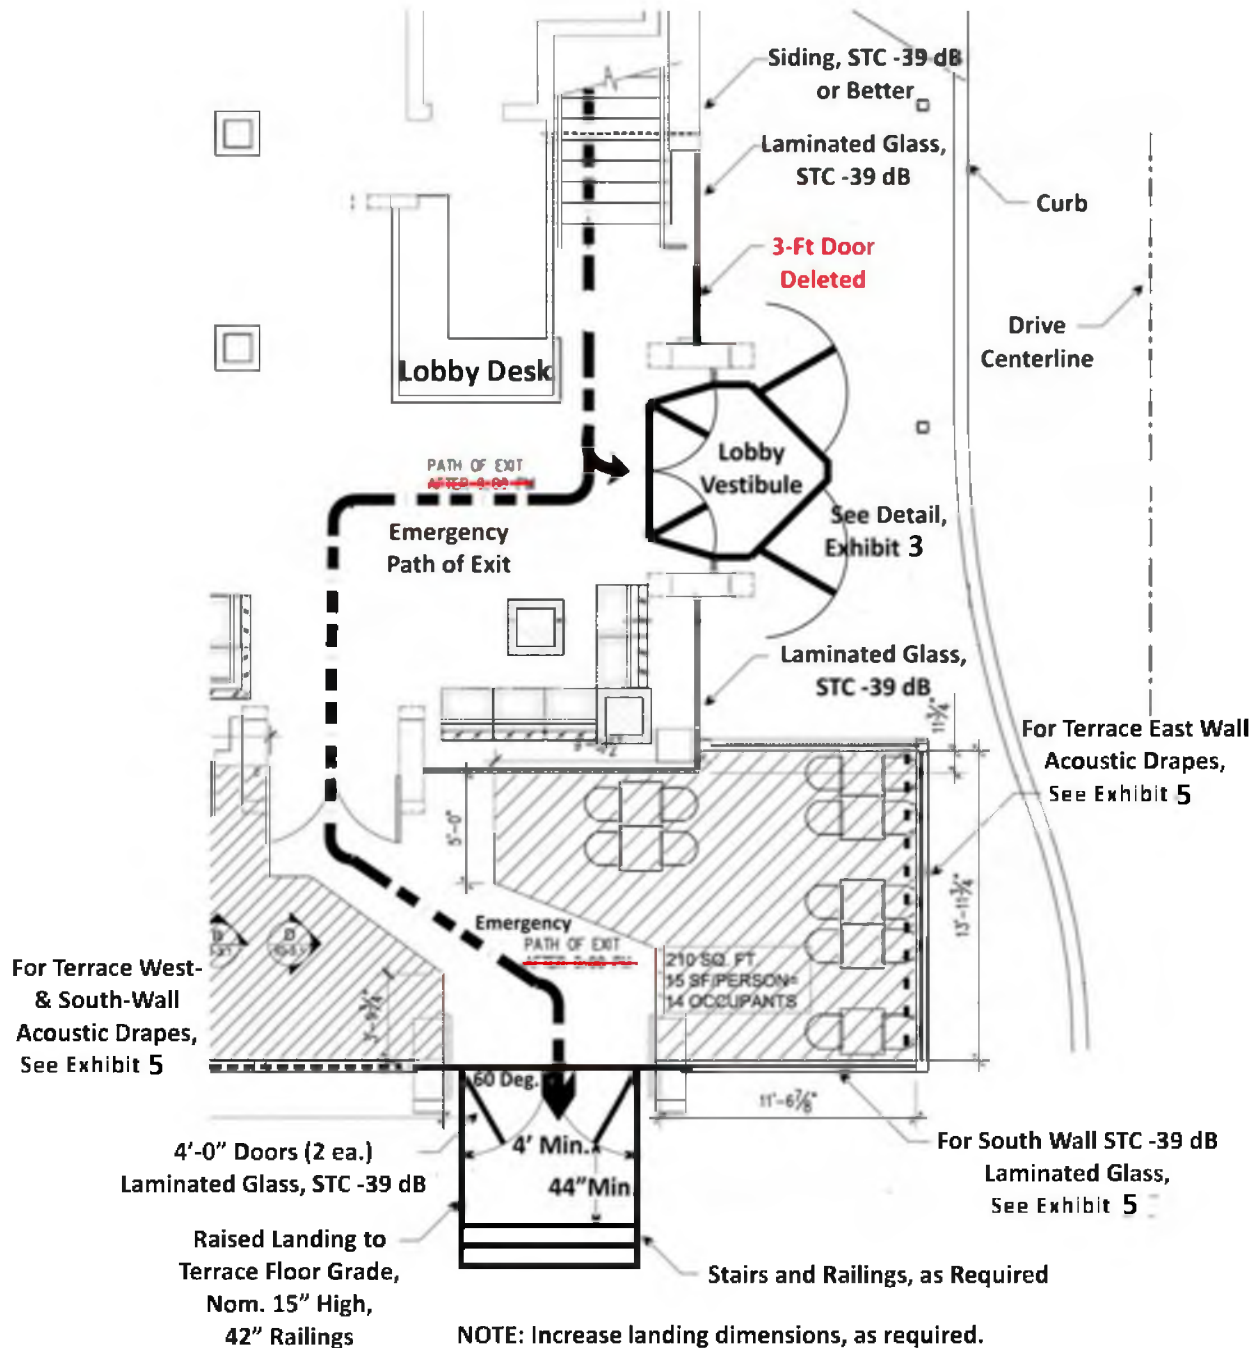 Siding, STC -39 dB
or Better
Laminated Glass,
STC -39 dB
Curb
3-Ft Door
Deleted
Drive
Centerline
Lobby Desk
Lobby
Vestibule
PATH OF EXIT
See Detail,
Exhibit 3
Emergency
Path of Exit
Laminated Glass,
STC -39 dB
11¾"
For Terrace East Wall
Acoustic Drapes,
See Exhibit 5
5'-0"
13'-11¾"
Emergency
PATH OF EXIT
210 SQ. FT
15 SF/PERSON=
14 OCCUPANTS
For Terrace West-
& South-Wall
Acoustic Drapes,
See Exhibit 5
3'-9¾"
60 Deg.
11'-6⅞"
4' Min.
44"Min
4'-0" Doors (2 ea.)
Laminated Glass, STC -39 dB
For South Wall STC -39 dB
Laminated Glass,
See Exhibit 5
Raised Landing to
Terrace Floor Grade,
Nom. 15" High,
42" Railings
Stairs and Railings, as Required
NOTE: Increase landing dimensions, as required.